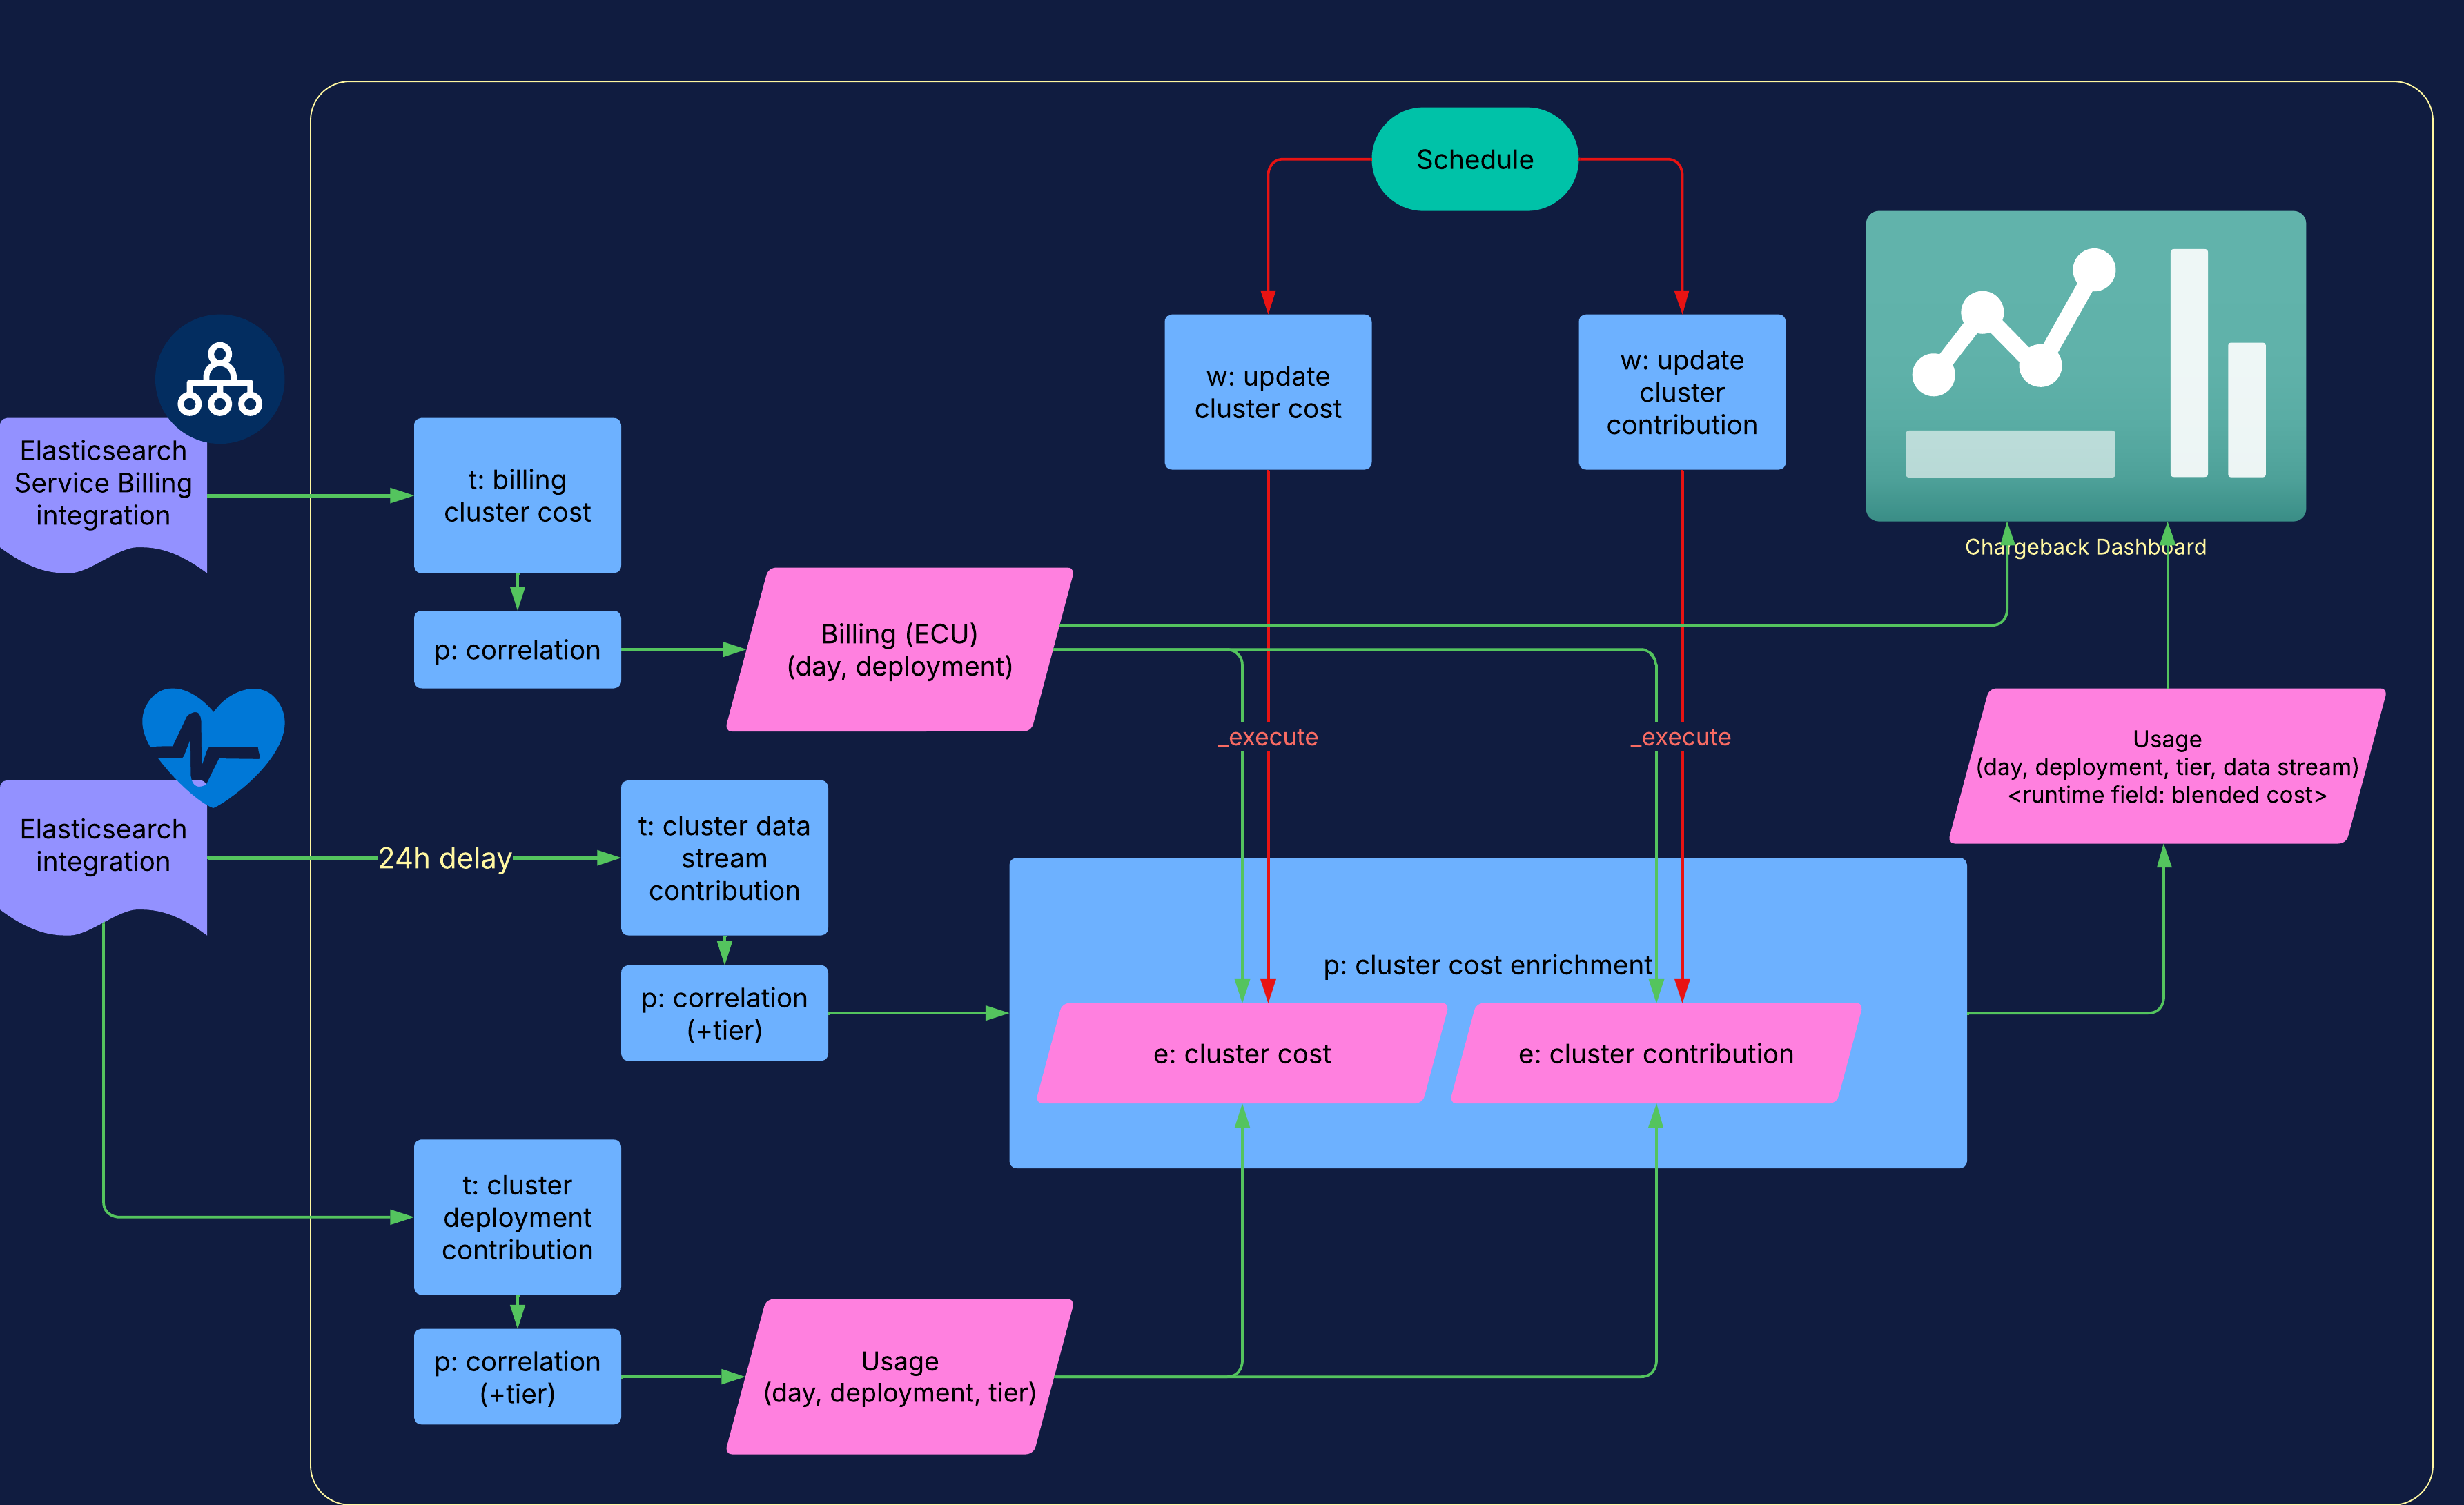 Schedule
w: update
cluster cost
w: update
cluster
contribution
Elasticsearch
Service Billing
integration
t: billing
cluster cost
Chargeback Dashboard
p: correlation
Billing (ECU)
(day, deployment)
_execute
_execute
Usage
(day, deployment, tier, data stream)
<runtime field: blended cost>
Elasticsearch
integration
24h delay
t: cluster data
stream
contribution
p: cluster cost enrichment
p: correlation
(+tier)
e: cluster cost
e: cluster contribution
t: cluster
deployment
contribution
p: correlation
(+tier)
Usage
(day, deployment, tier)